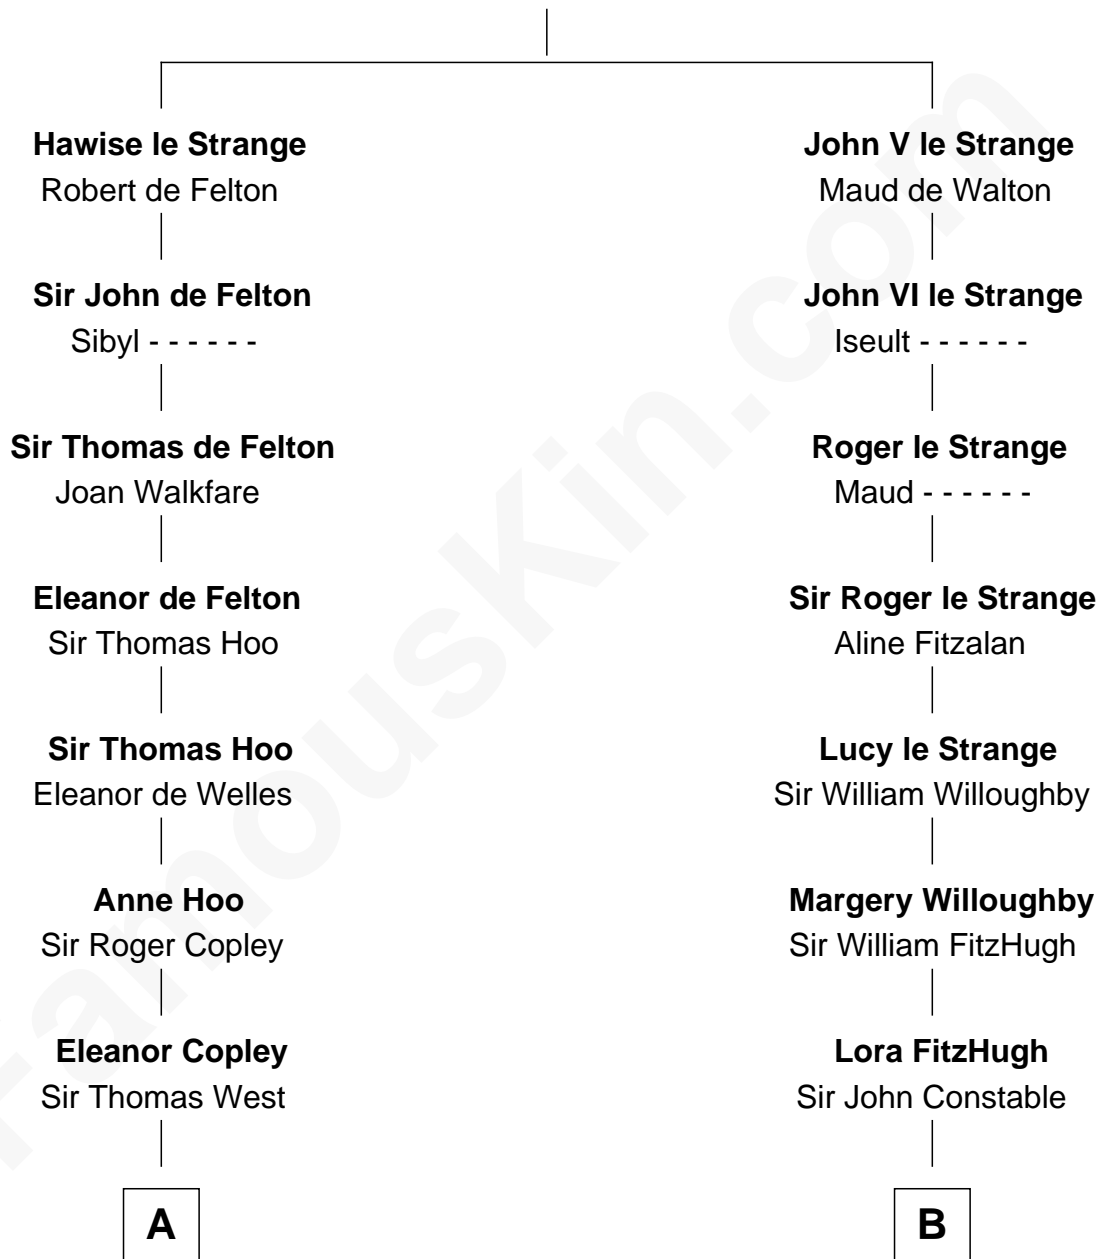 Hawise le Strange
Robert de Felton
John V le Strange
Maud de Walton
Sir John de Felton
Sibyl - - - - - -
John VI le Strange
Iseult - - - - - -
Sir Thomas de Felton
Joan Walkfare
Roger le Strange
Maud - - - - - -
Eleanor de Felton
Sir Thomas Hoo
Sir Roger le Strange
Aline Fitzalan
Sir Thomas Hoo
Eleanor de Welles
Lucy le Strange
Sir William Willoughby
Anne Hoo
Sir Roger Copley
Margery Willoughby
Sir William FitzHugh
Eleanor Copley
Sir Thomas West
Lora FitzHugh
Sir John Constable
A
B
FamousKin.com